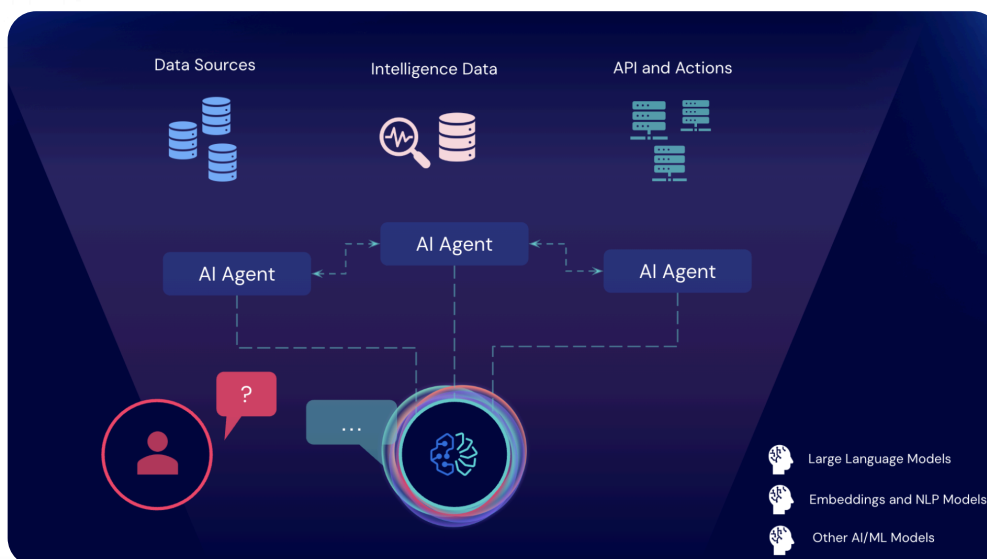 Data Sources
Intelligence Data
API and Actions
AI Agent
AI Agent
AI Agent
?
...
Large Language Models
Embeddings and NLP Models
Other AI/ML Models